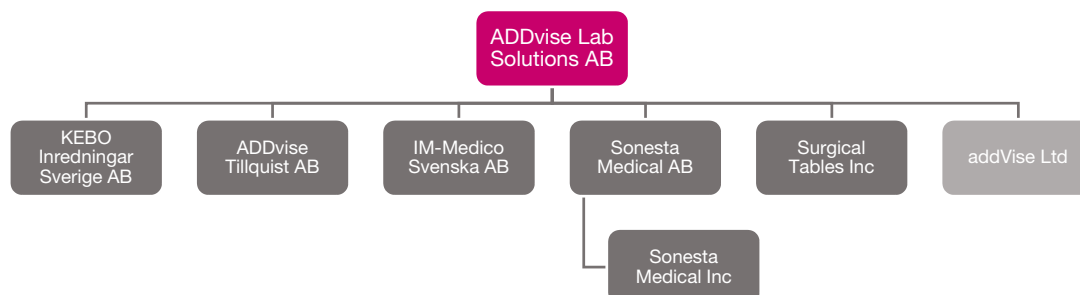 ADDvise Lab
Solutions AB
KEBO
Inredningar
Sverige AB
ADDvise
Tillquist AB
IM-Medico
Svenska AB
Sonesta
Medical AB
Surgical
Tables Inc
addVise Ltd
Sonesta
Medical Inc